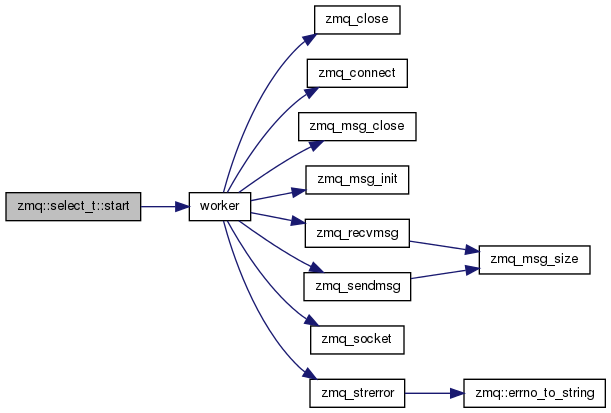 zmq::select_t::start
worker
zmq_close
zmq_connect
zmq_msg_close
zmq_msg_init
zmq_recvmsg
zmq_sendmsg
zmq_socket
zmq_strerror
zmq_msg_size
zmq::errno_to_string